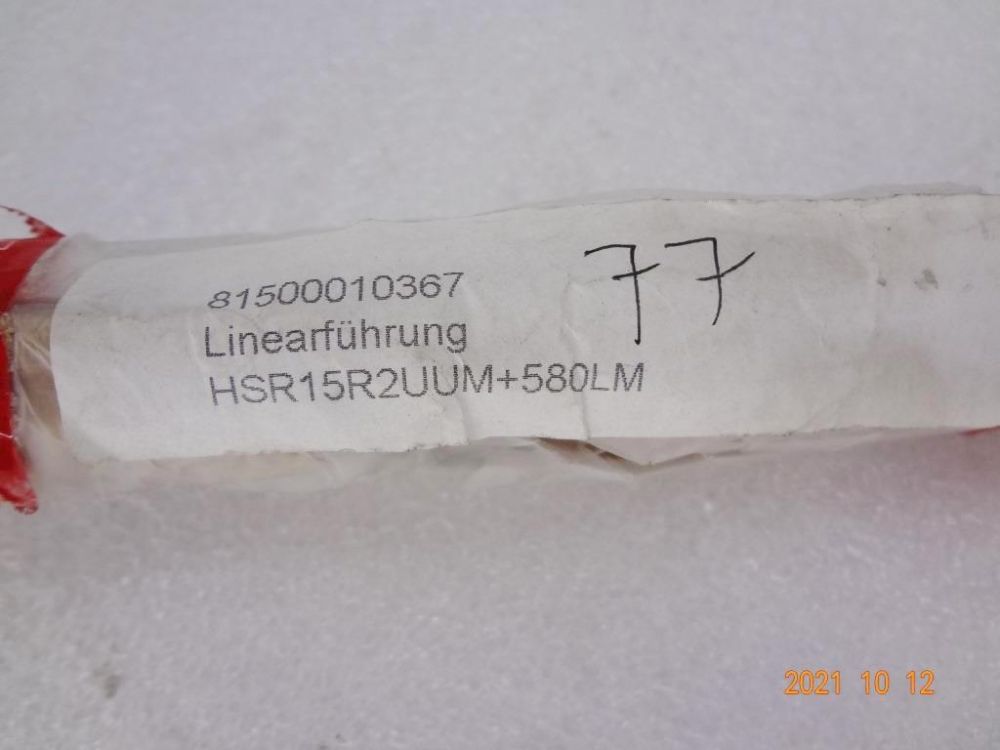 77
81500010367
Linearführung
HSR15R2UUM+580LM
2021 10 12